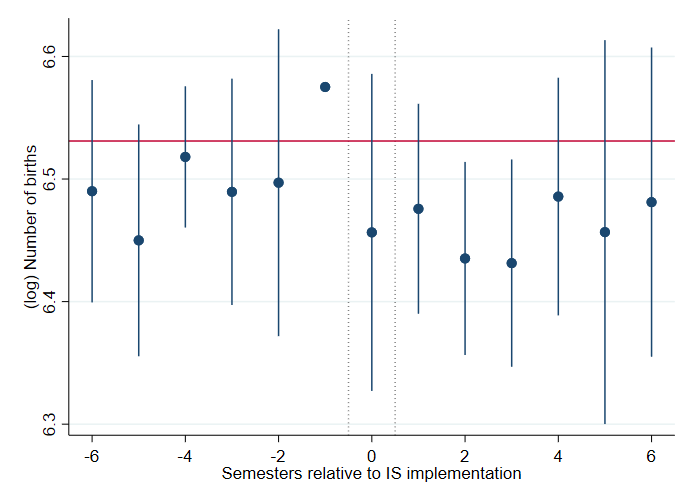 (log) Number of births
6.6
6.5
6.4
6.3
-6 -4 -2 0 2 4 6
Semesters relative to IS implementation